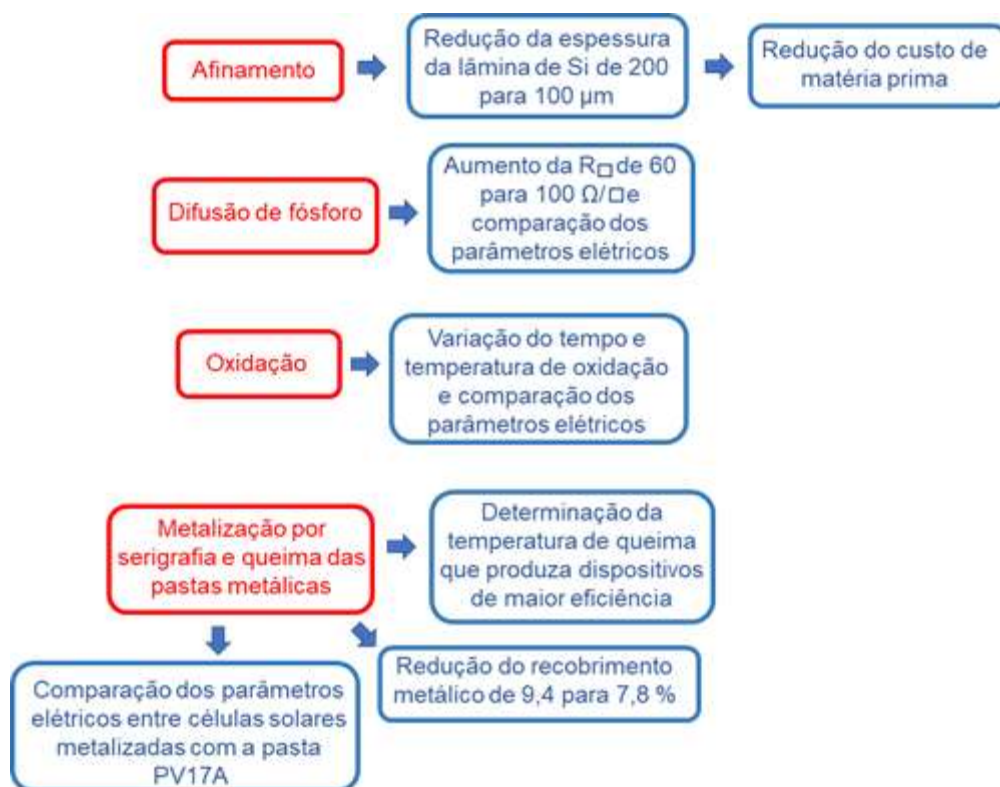 Afinamento
Redução da espessura
da lâmina de Si de 200
para 100 µm
Redução do custo de
matéria prima
Difusão de fósforo
Aumento da R□ de 60
para 100 Ω/□ e
comparação dos
parâmetros elétricos
Oxidação
Variação do tempo e
temperatura de oxidação
e comparação dos
parâmetros elétricos
Metalização por
serigrafia e queima das
pastas metálicas
Determinação da
temperatura de queima
que produza dispositivos
de maior eficiência
Redução do recobrimento
metálico de 9,4 para 7,8 %
Comparação dos parâmetros
elétricos entre células solares
metalizadas com a pasta
PV17A